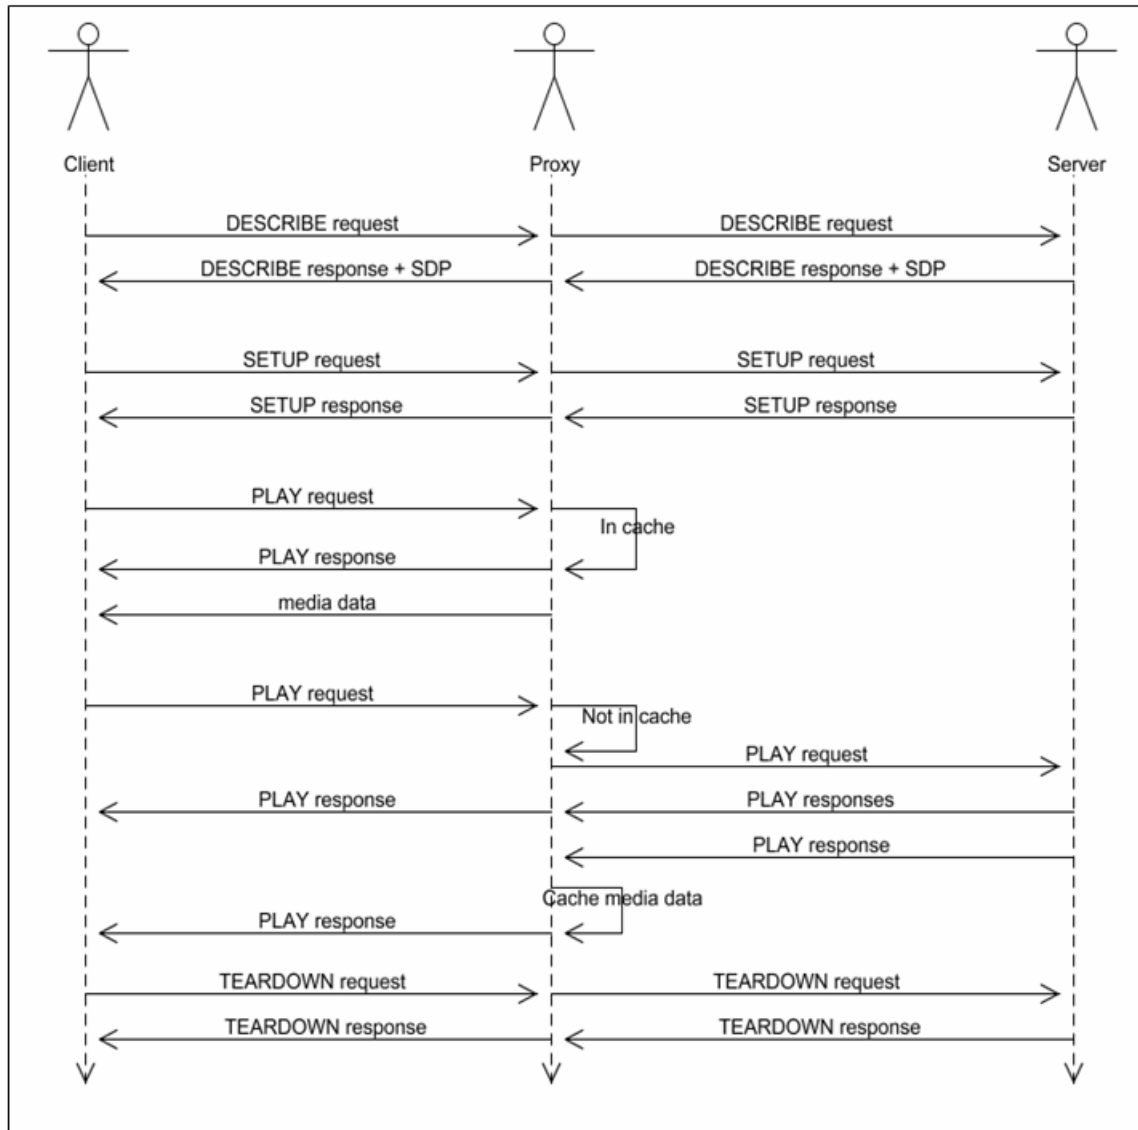 Client
Proxy
Server
DESCRIBE request
DESCRIBE request
DESCRIBE response + SDP
DESCRIBE response + SDP
SETUP request
SETUP request
SETUP response
SETUP response
PLAY request
In cache
PLAY response
media data
PLAY request
Not in cache
PLAY request
PLAY response
PLAY responses
PLAY response
Cache media data
PLAY response
TEARDOWN request
TEARDOWN request
TEARDOWN response
TEARDOWN response